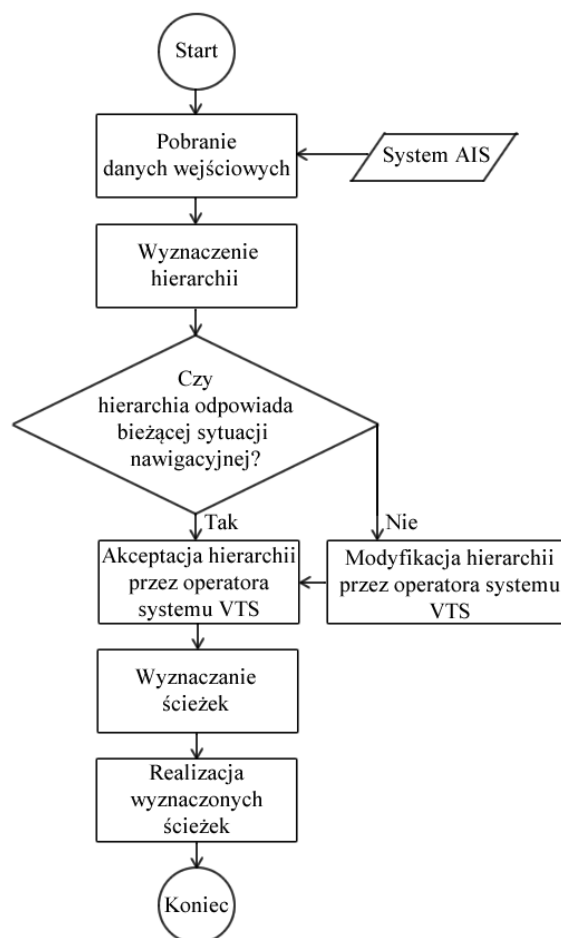 Start
Pobranie
danych wejściowych
System AIS
Wyznaczenie
hierarchii
Czy
hierarchia odpowiada
bieżącej sytuacji
nawigacyjnej?
Tak
Nie
Akceptacja hierarchii
przez operatora
systemu VTS
Modyfikacja hierarchii
przez operatora systemu
VTS
Wyznaczanie
ścieżek
Realizacja
wyznaczonych
ścieżek
Koniec